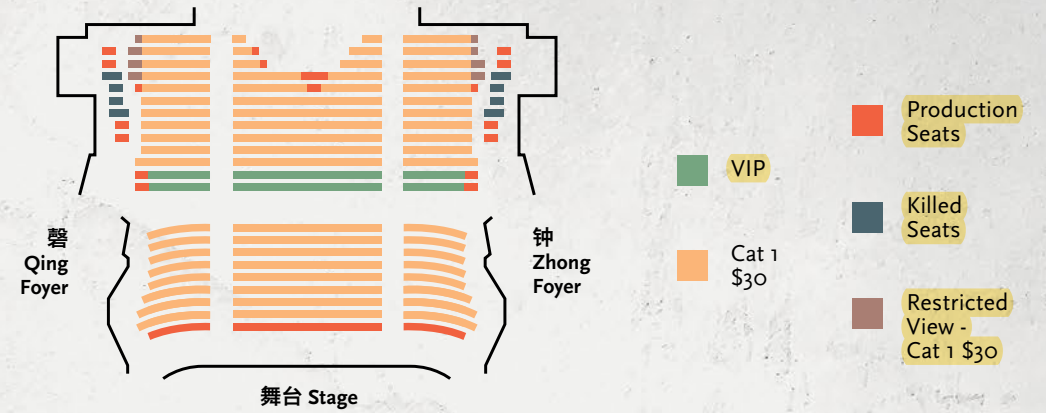 磬
Qing
Foyer
钟
Zhong
Foyer
舞台 Stage
VIP
Cat 1
$30
Production
Seats
Killed
Seats
Restricted
View -
Cat 1 $30